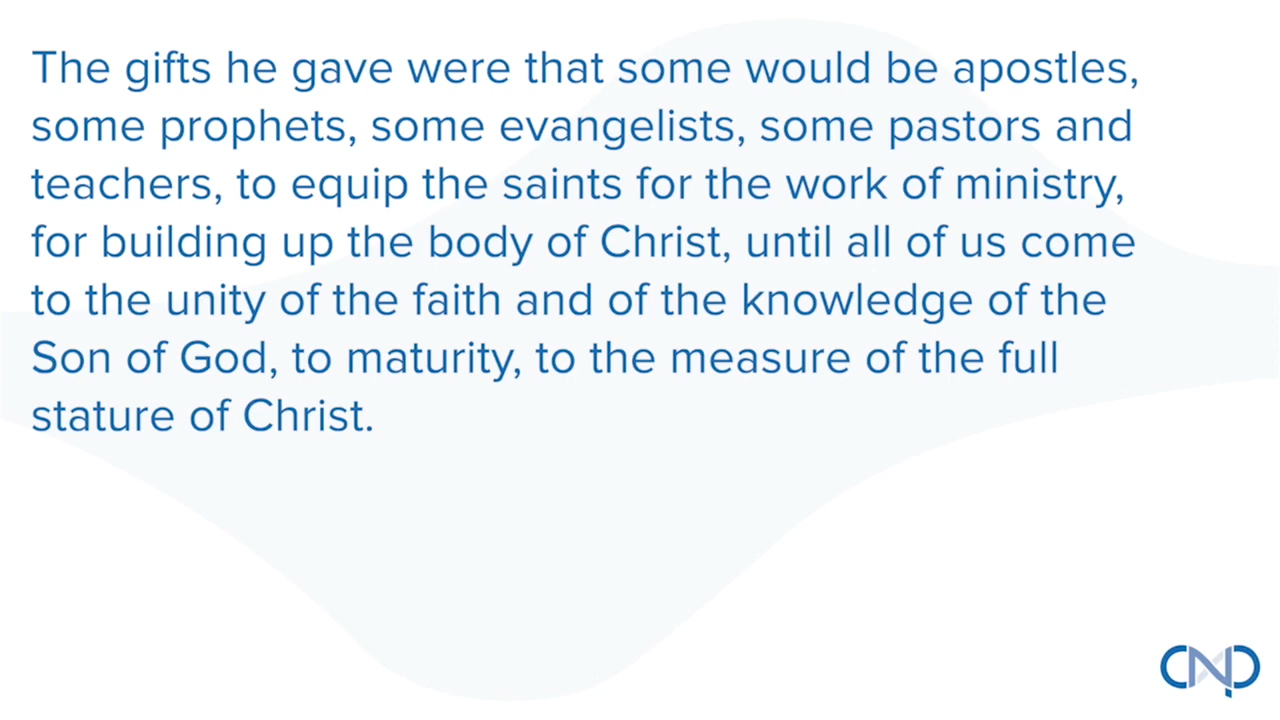 The gifts he gave were that some would be apostles,
some prophets, some evangelists, some pastors and
teachers, to equip the saints for the work of ministry,
for building up the body of Christ, until all of us come
to the unity of the faith and of the knowledge of the
Son of God, to maturity, to the measure of the full
stature of Christ.
CNP